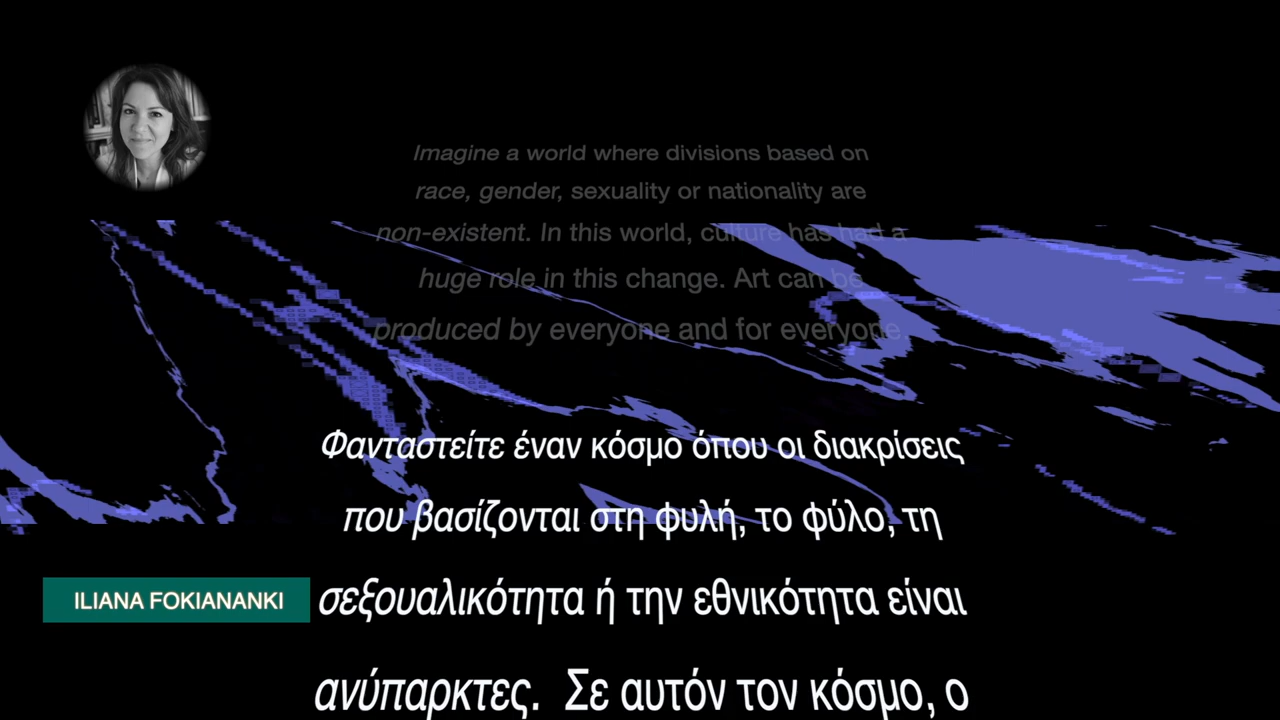 Imagine a world where divisions based on
race, gender, sexuality or nationality are
non-existent. In this world, culture has had a
huge role in this change. Art can be
produced by everyone and for everyone
Φανταστείτε έναν κόσμο όπου οι διακρίσεις
που βασίζονται στη φυλή, το φύλο, τη
ILIANA FOKIANANKI
σεξουαλικότητα ή την εθνικότητα είναι
ανύπαρκτες. Σε αυτόν τον κόσμο, ο